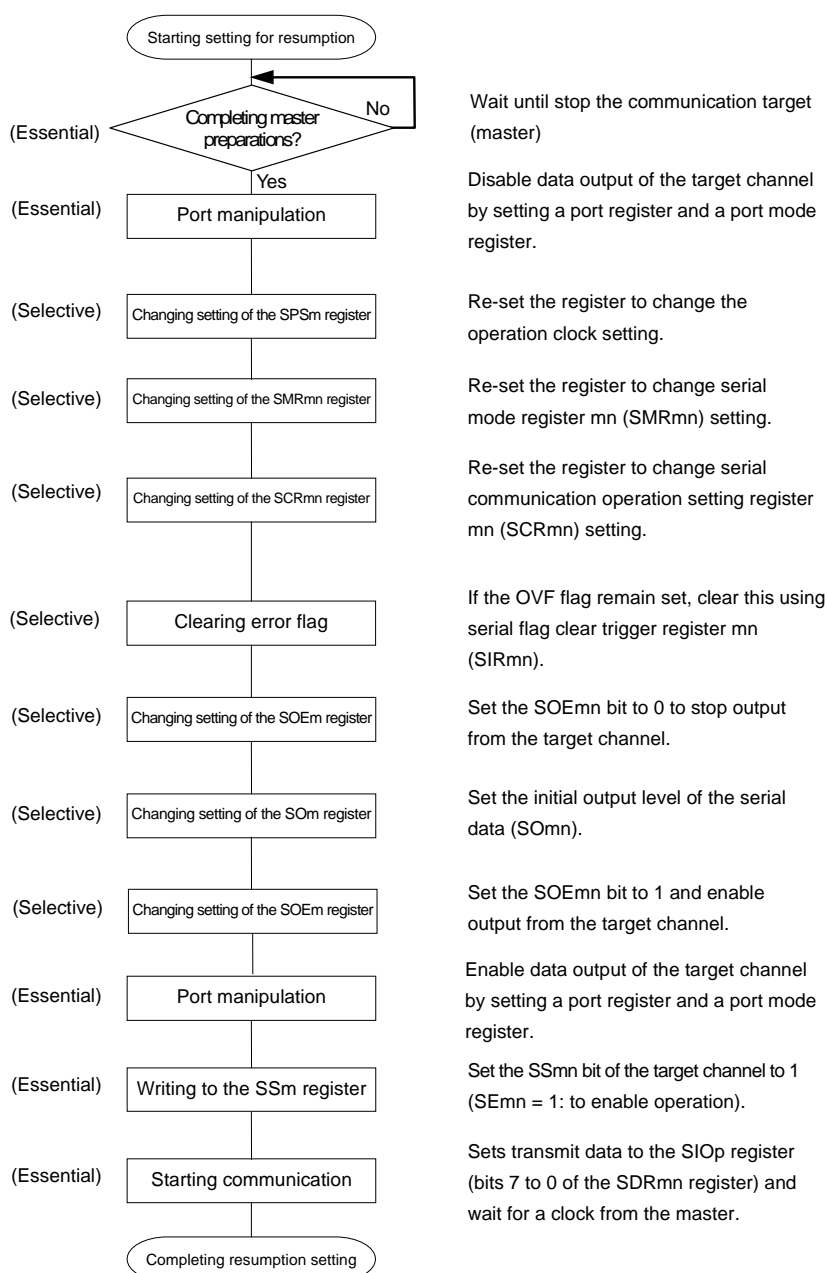 Starting setting for resumption
(Essential)
Completing master
preparations?
No
Wait until stop the communication target
(master)
Yes
(Essential)
Port manipulation
Disable data output of the target channel
by setting a port register and a port mode
register.
(Selective)
Changing setting of the SPSm register
Re-set the register to change the
operation clock setting.
(Selective)
Changing setting of the SMRmn register
Re-set the register to change serial
mode register mn (SMRmn) setting.
(Selective)
Changing setting of the SCRmn register
Re-set the register to change serial
communication operation setting register
mn (SCRmn) setting.
(Selective)
Clearing error flag
If the OVF flag remain set, clear this using
serial flag clear trigger register mn
(SIRmn).
(Selective)
Changing setting of the SOEm register
Set the SOEmn bit to 0 to stop output
from the target channel.
(Selective)
Changing setting of the SOm register
Set the initial output level of the serial
data (SOmn).
(Selective)
Changing setting of the SOEm register
Set the SOEmn bit to 1 and enable
output from the target channel.
(Essential)
Port manipulation
Enable data output of the target channel
by setting a port register and a port mode
register.
(Essential)
Writing to the SSm register
Set the SSmn bit of the target channel to 1
(SEmn = 1: to enable operation).
(Essential)
Starting communication
Sets transmit data to the SIOp register
(bits 7 to 0 of the SDRmn register) and
wait for a clock from the master.
Completing resumption setting